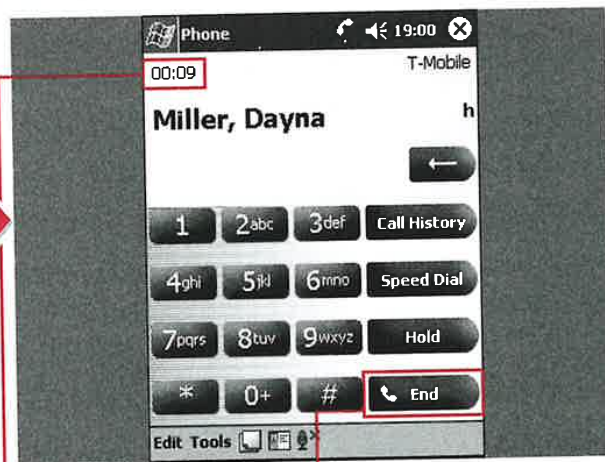 Phone 19:00
00:09 T-Mobile
Miller, Dayna h
1 2abc 3def Call History
4ghi 5jkl 6mno Speed Dial
7pqrs 8tuv 9wxyz Hold
* 0+ # End
Edit Tools